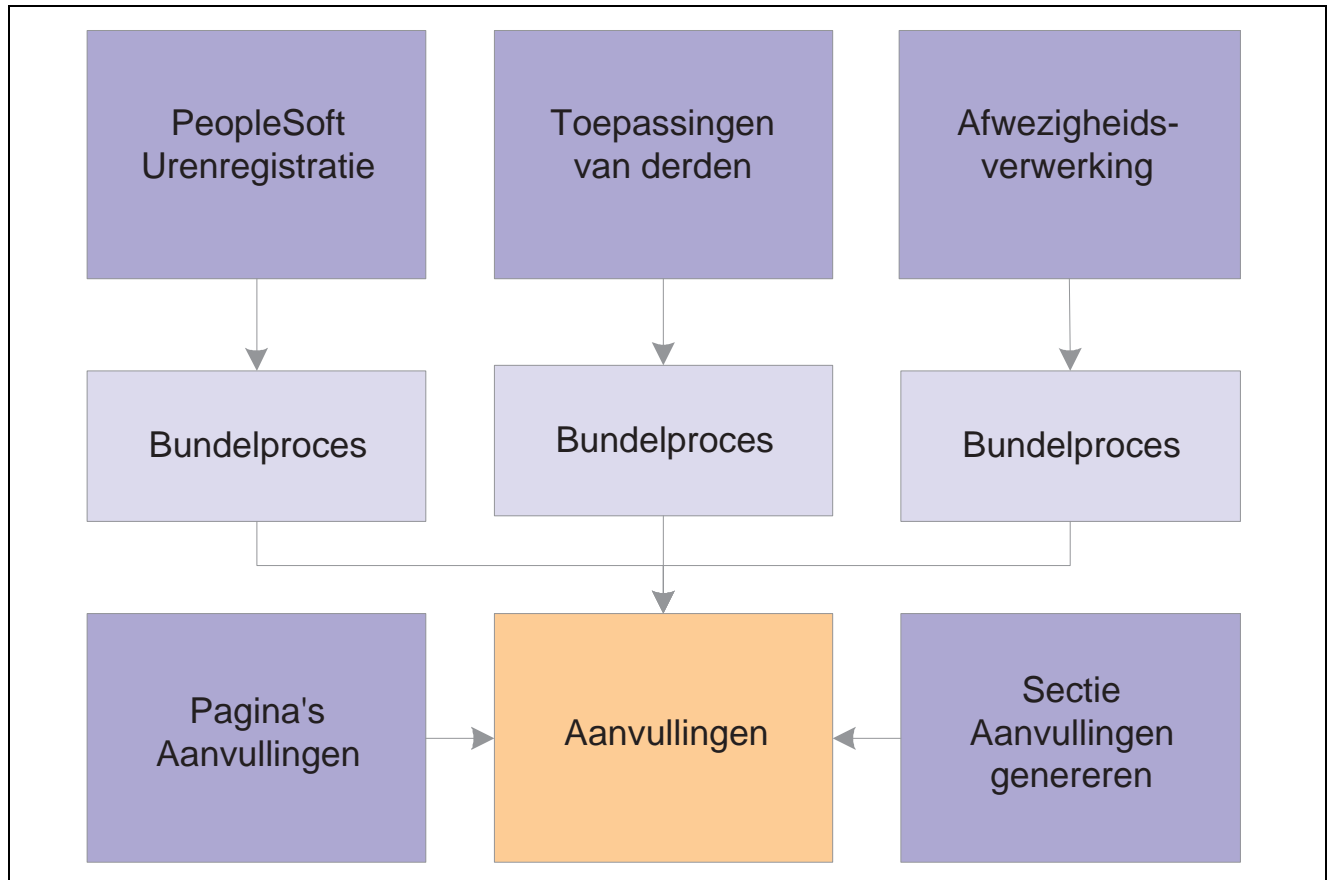 PeopleSoft
Urenregistratie
Toepassingen
van derden
Afwezigheids-
verwerking
Bundelproces
Bundelproces
Bundelproces
Pagina's
Aanvullingen
Aanvullingen
Sectie
Aanvullingen
genereren